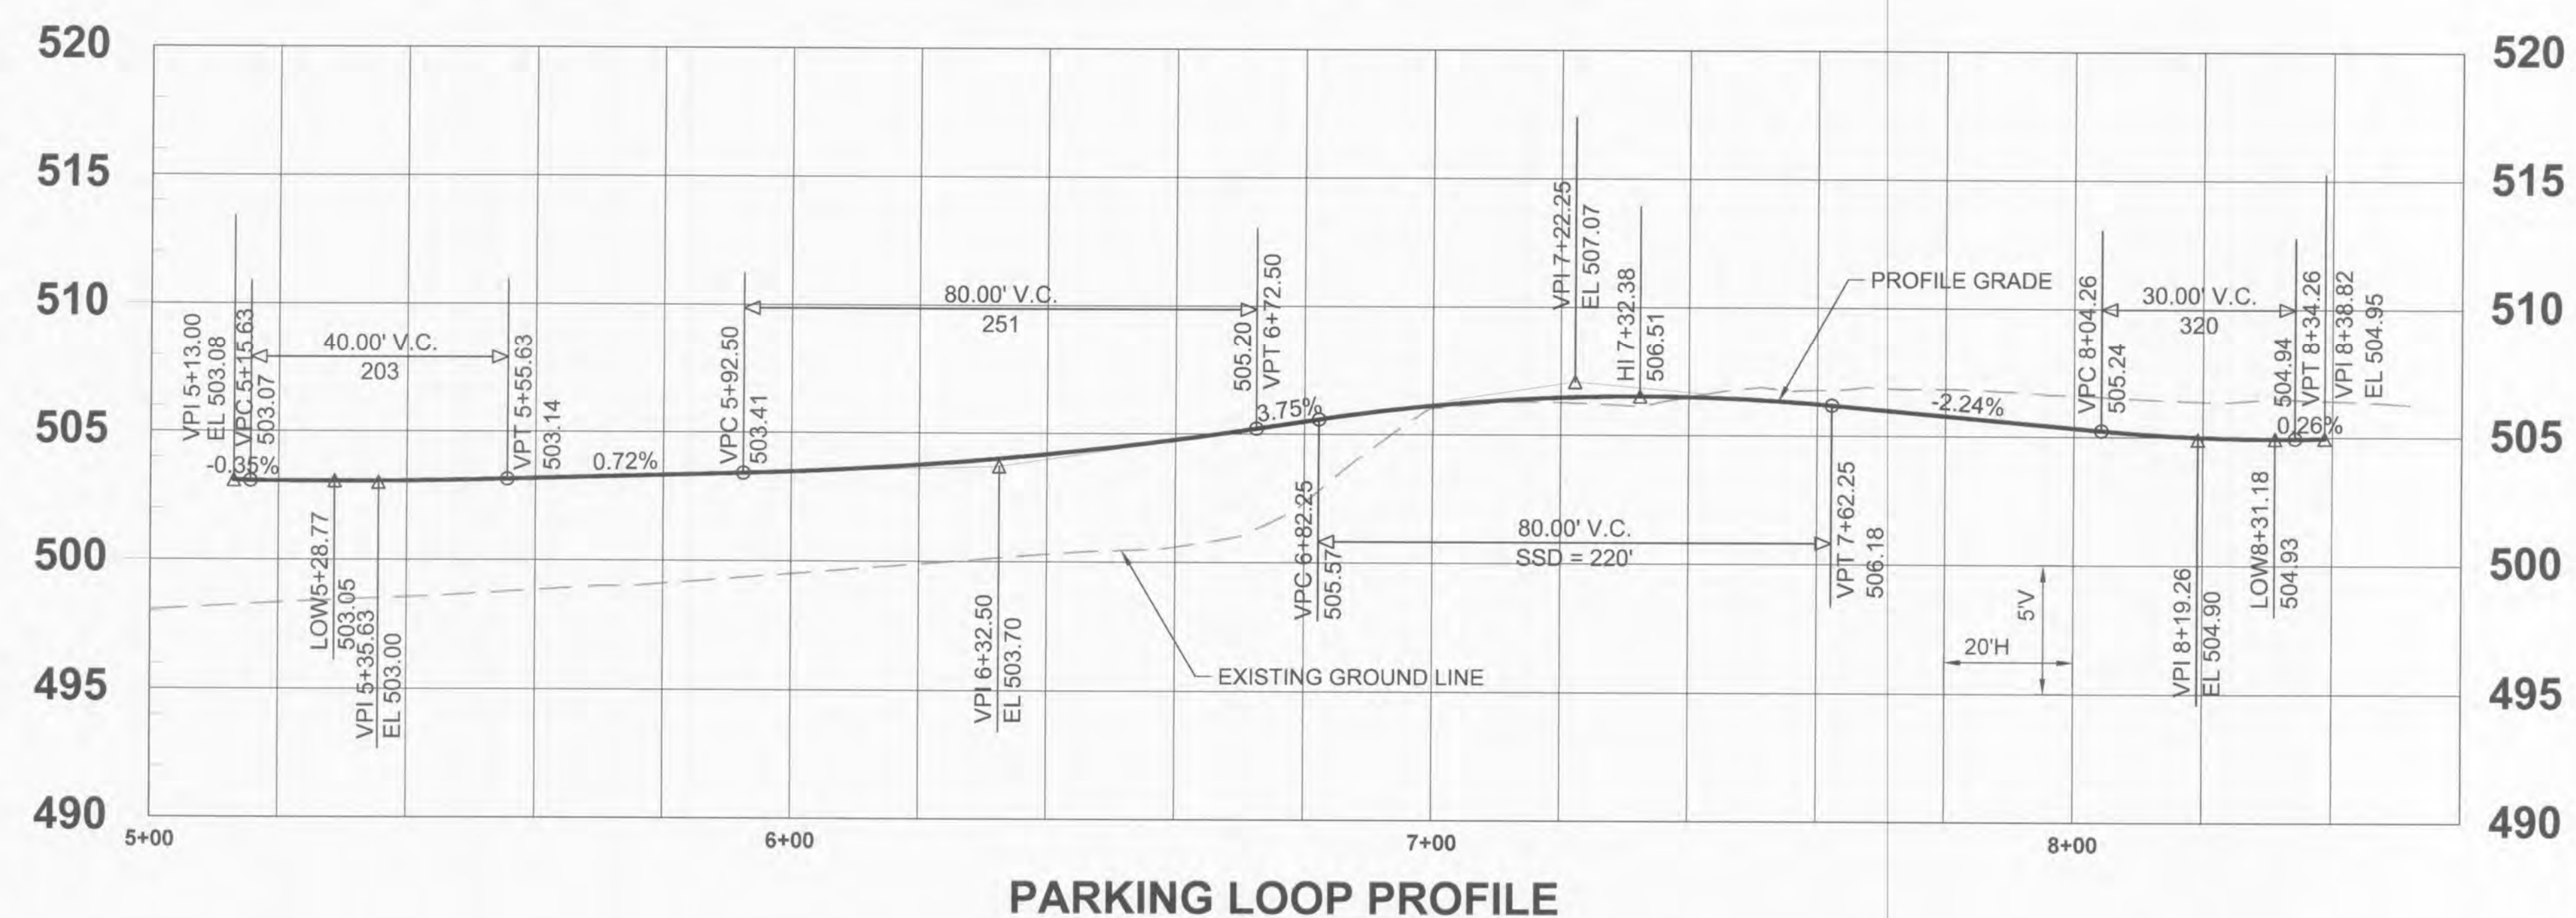 520
520
515
515
510
510
505
505
500
500
495
495
490
490
VPI 5+13.00
EL 503.08
VPC 5+15.63
503.07
-0.35%
40.00' V.C.
203
LOW5+28.77
503.05
VPI 5+35.63
EL 503.00
VPT 5+55.63
503.14
0.72%
VPC 5+92.50
503.41
80.00' V.C.
251
VPI 6+32.50
EL 503.70
505.20
VPT 6+72.50
3.75%
VPC 6+82.25
505.57
80.00' V.C.
SSD = 220'
VPI 7+22.25
EL 507.07
HI 7+32.38
506.51
VPT 7+62.25
506.18
PROFILE GRADE
EXISTING GROUND LINE
-2.24%
5'V
20'H
VPC 8+04.26
505.24
30.00' V.C.
320
VPI 8+19.26
EL 504.90
LOW8+31.18
504.93
504.94
VPT 8+34.26
0.26%
VPI 8+38.82
EL 504.95
5+00
6+00
7+00
8+00
PARKING LOOP PROFILE